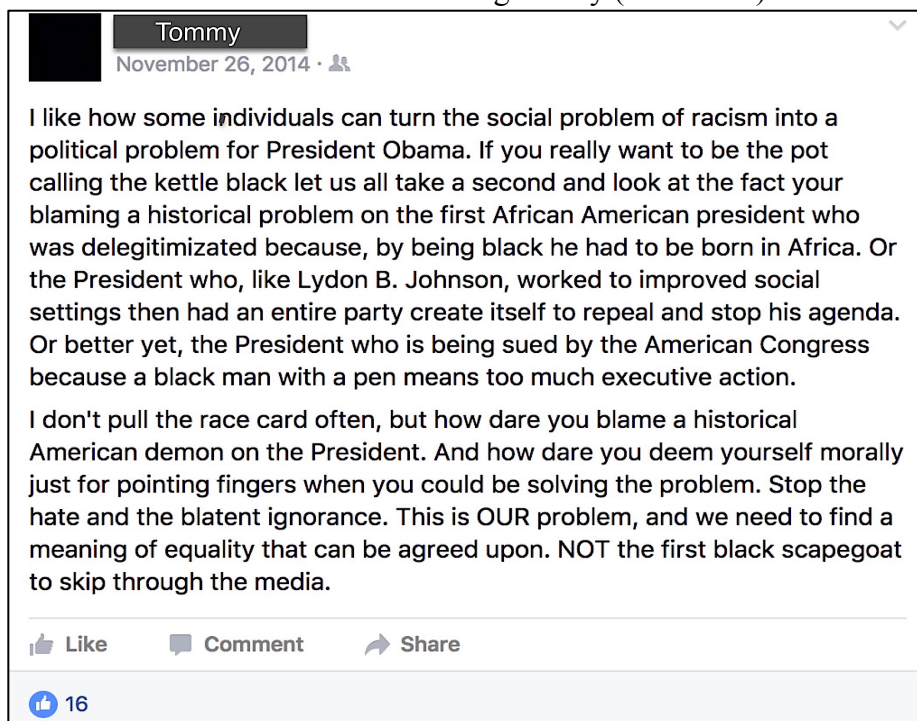 Tommy
November 26, 2014 ·
I like how some individuals can turn the social problem of racism into a
political problem for President Obama. If you really want to be the pot
calling the kettle black let us all take a second and look at the fact your
blaming a historical problem on the first African American president who
was delegitimizated because, by being black he had to be born in Africa. Or
the President who, like Lydon B. Johnson, worked to improved social
settings then had an entire party create itself to repeal and stop his agenda.
Or better yet, the President who is being sued by the American Congress
because a black man with a pen means too much executive action.
I don't pull the race card often, but how dare you blame a historical
American demon on the President. And how dare you deem yourself morally
just for pointing fingers when you could be solving the problem. Stop the
hate and the blatent ignorance. This is OUR problem, and we need to find a
meaning of equality that can be agreed upon. NOT the first black scapegoat
to skip through the media.
Like Comment Share
16